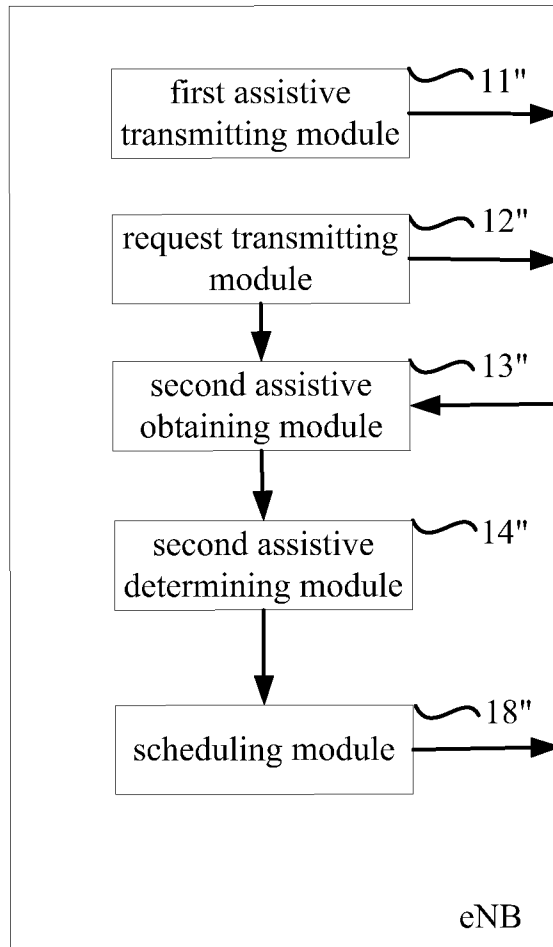 11"
first assistive
transmitting module
12"
request transmitting
module
13"
second assistive
obtaining module
14"
second assistive
determining module
18"
scheduling module
eNB